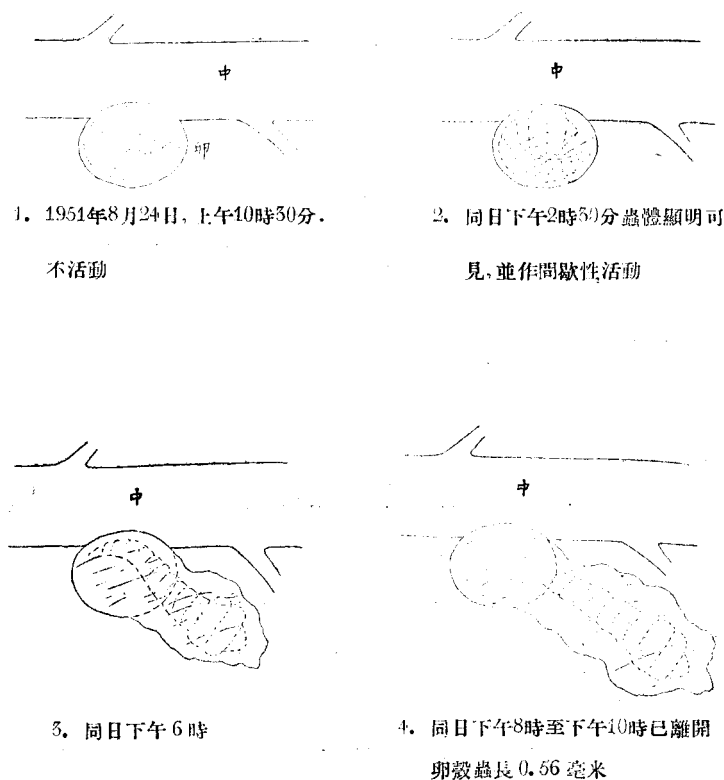 中
卵
1. 1951年8月24日, 上午10時30分.
不活動
中
2. 同日下午2時30分蟲體顯明可
見,並作間歇性活動
中
3. 同日下午6時
中
4. 同日下午8時至下午10時已離開
卵殼蟲長0.56毫米